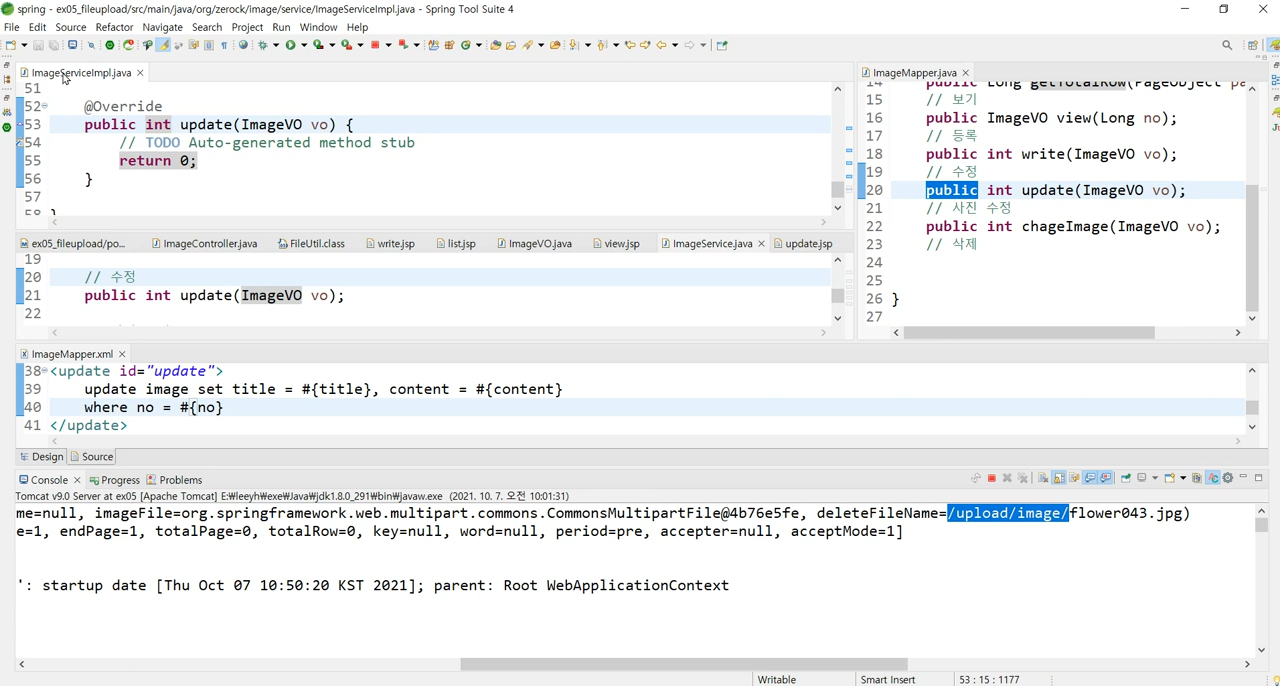 spring - ex05_fileupload/src/main/java/org/zerock/image/service/ImageServiceImpl.java - Spring Tool Suite 4
File Edit Source Refactor Navigate Search Project Run Window Help
ImageServiceImpl.java
51
52 @Override
53 public int update(ImageVO vo) {
54 // TODO Auto-generated method stub
55 return 0;
56 }
57
58 }
ImageMapper.java
14 public Long getTotalRow(PageObject pa
15 // 보기
16 public ImageVO view(Long no);
17 // 등록
18 public int write(ImageVO vo);
19 // 수정
20 public int update(ImageVO vo);
21 // 사진 수정
22 public int chageImage(ImageVO vo);
23 // 삭제
24
25
26 }
27
ex05_fileupload/po... ImageController.java FileUtil.class write.jsp list.jsp ImageVO.java view.jsp ImageService.java update.jsp
19
20 // 수정
21 public int update(ImageVO vo);
22
ImageMapper.xml
38 <update id="update">
39 update image set title = #{title}, content = #{content}
40 where no = #{no}
41 </update>
Design Source
Console Progress Problems
Tomcat v9.0 Server at ex05 [Apache Tomcat] E:₩leeyh₩exe₩Java₩jdk1.8.0_291₩bin₩javaw.exe (2021. 10. 7. 오전 10:01:31)
me=null, imageFile=org.springframework.web.multipart.commons.CommonsMultipartFile@4b76e5fe, deleteFileName=/upload/image/flower043.jpg)
e=1, endPage=1, totalPage=0, totalRow=0, key=null, word=null, period=pre, accepter=null, acceptMode=1]
': startup date [Thu Oct 07 10:50:20 KST 2021]; parent: Root WebApplicationContext
Writable Smart Insert 53 : 15 : 1177